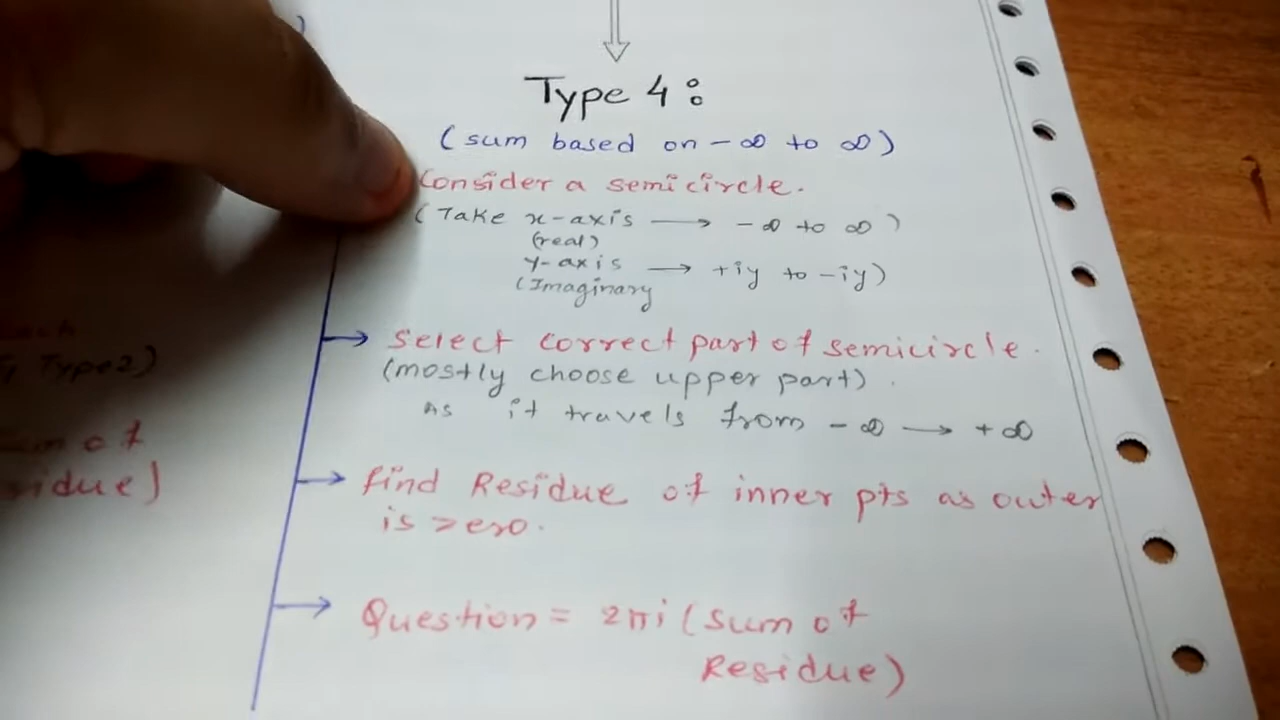 Type 4:
(sum based on -∞ to ∞)
Consider a semicircle.
(Take x-axis → -∞ to ∞)
(real)
y-axis → +iy to -iy)
(Imaginary
select correct part of semicircle.
(mostly choose upper part).
As it travels from -∞ → +∞
find Residue of inner pts as outer
is zero.
Question = 2πi (sum of
Residue)
Type2)
of